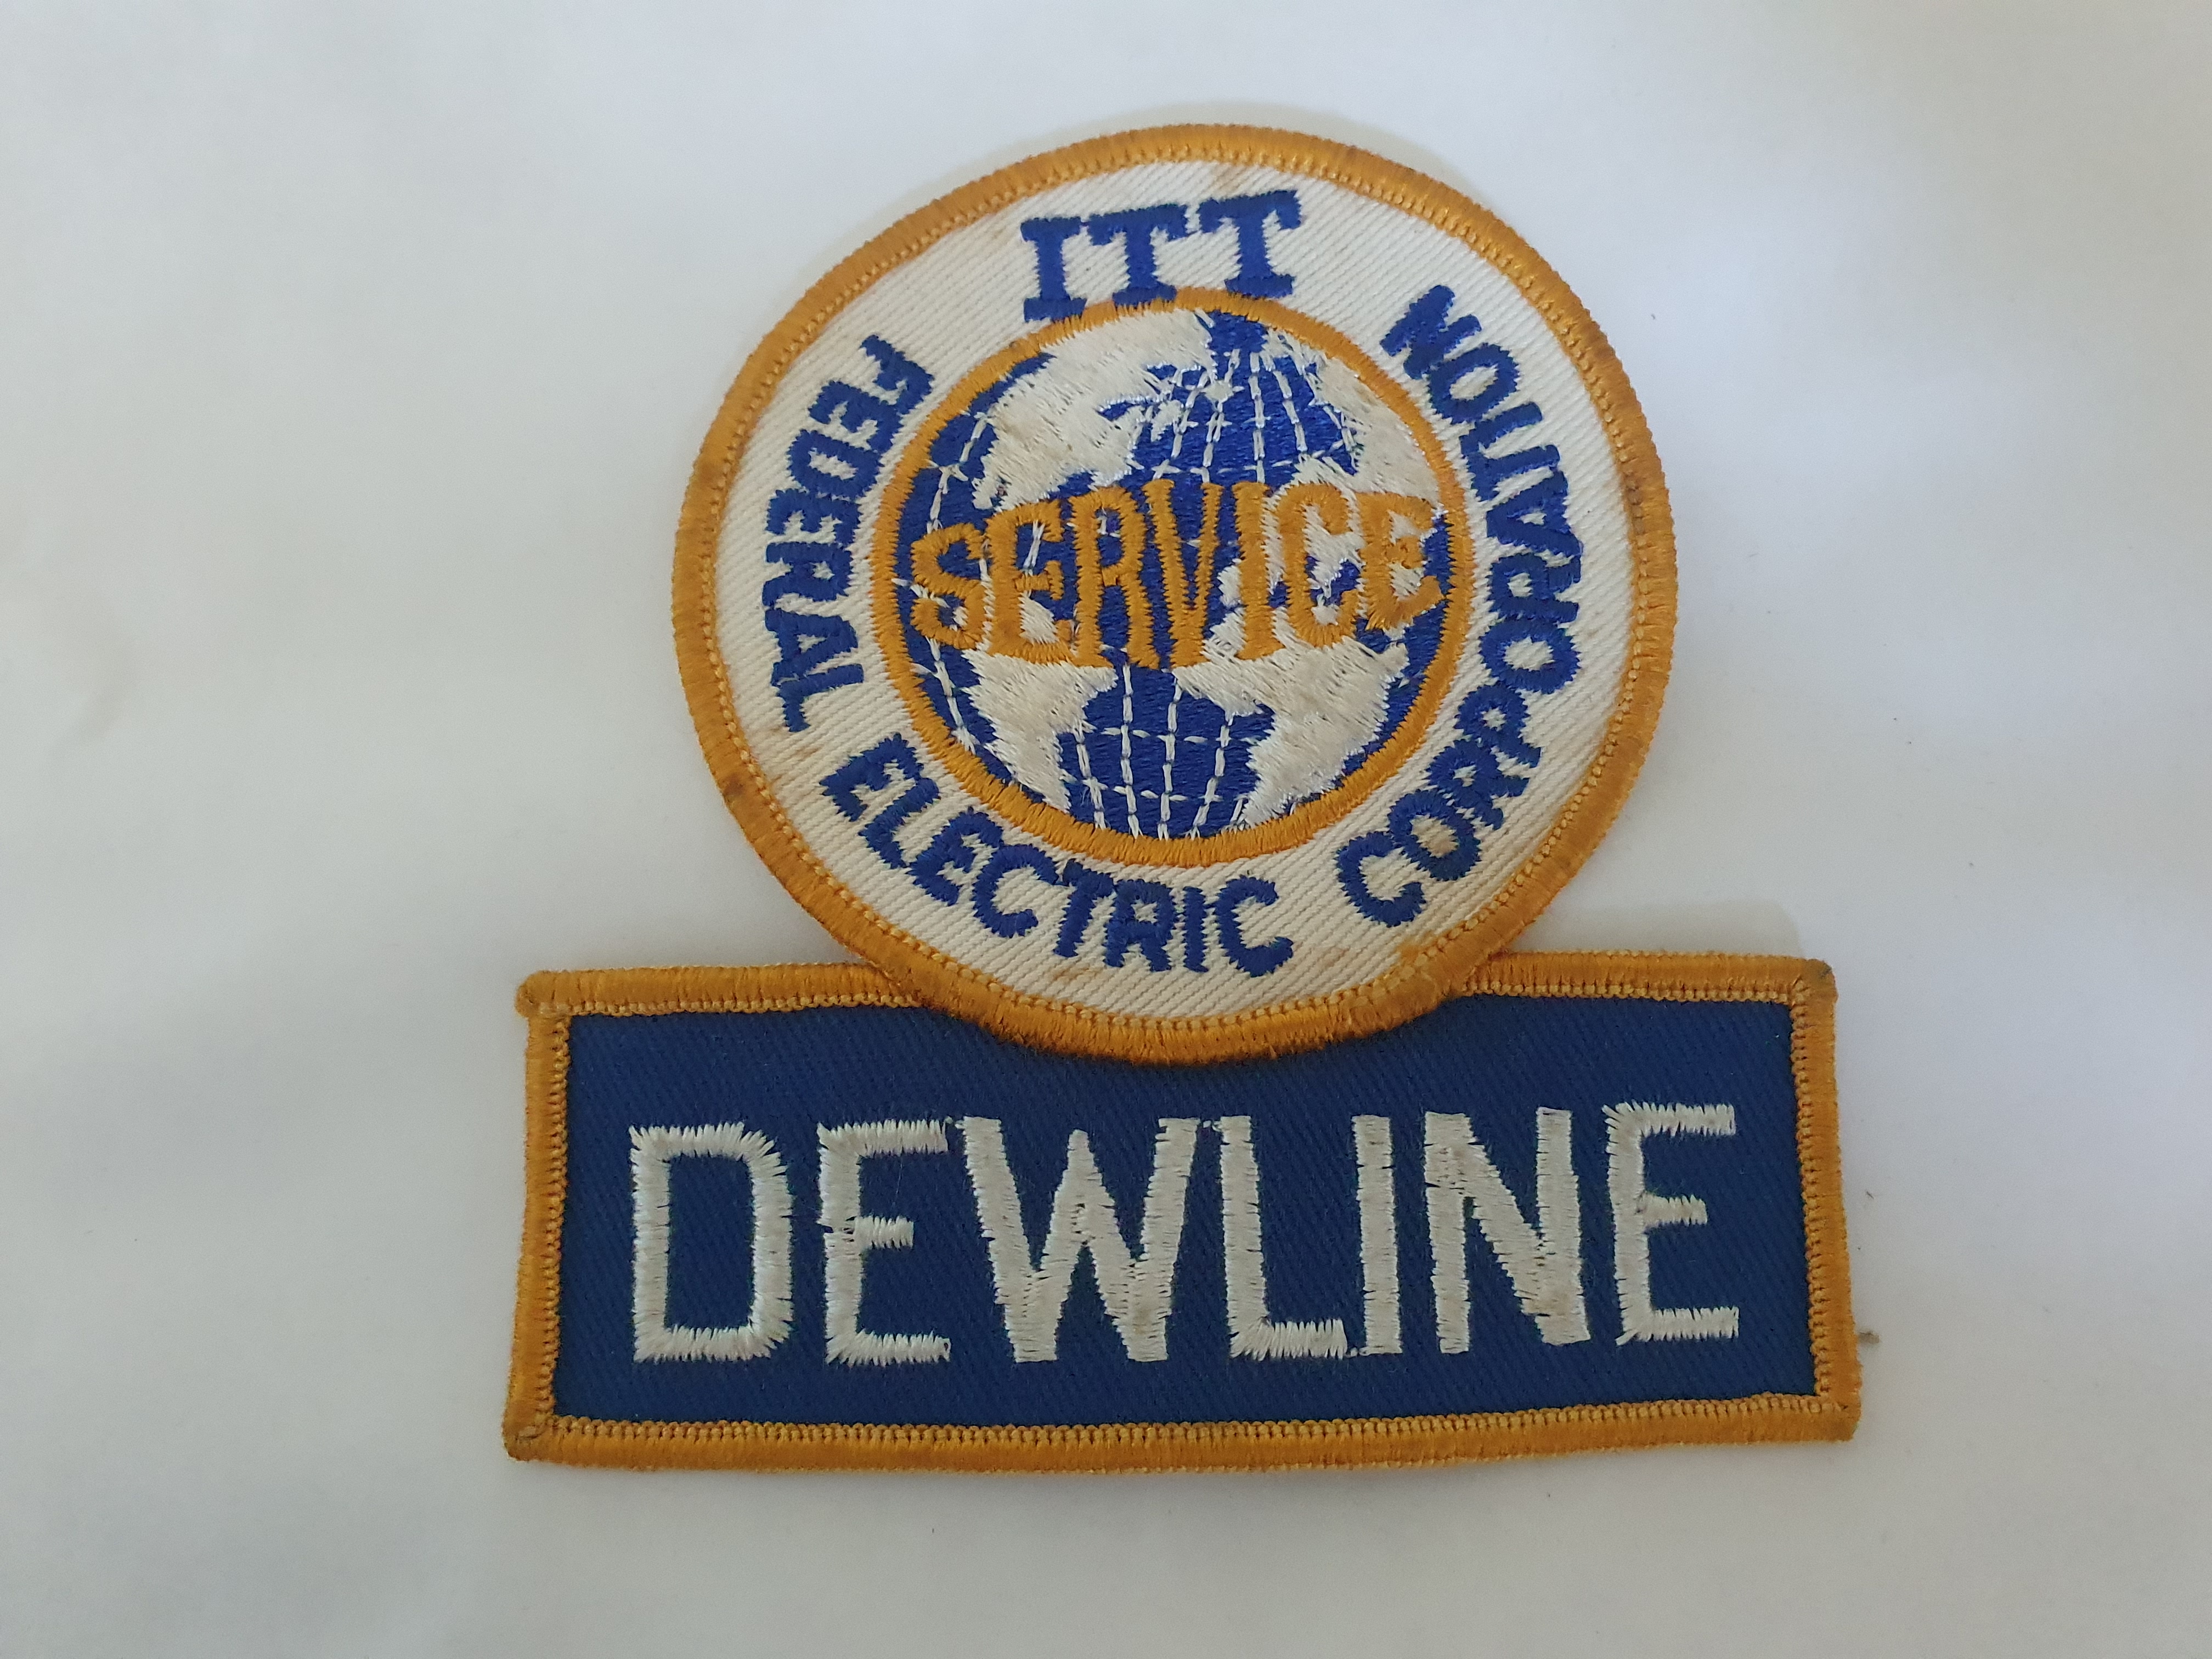 ITT
FEDERAL ELECTRIC CORPORATION
SERVICE
DEWLINE